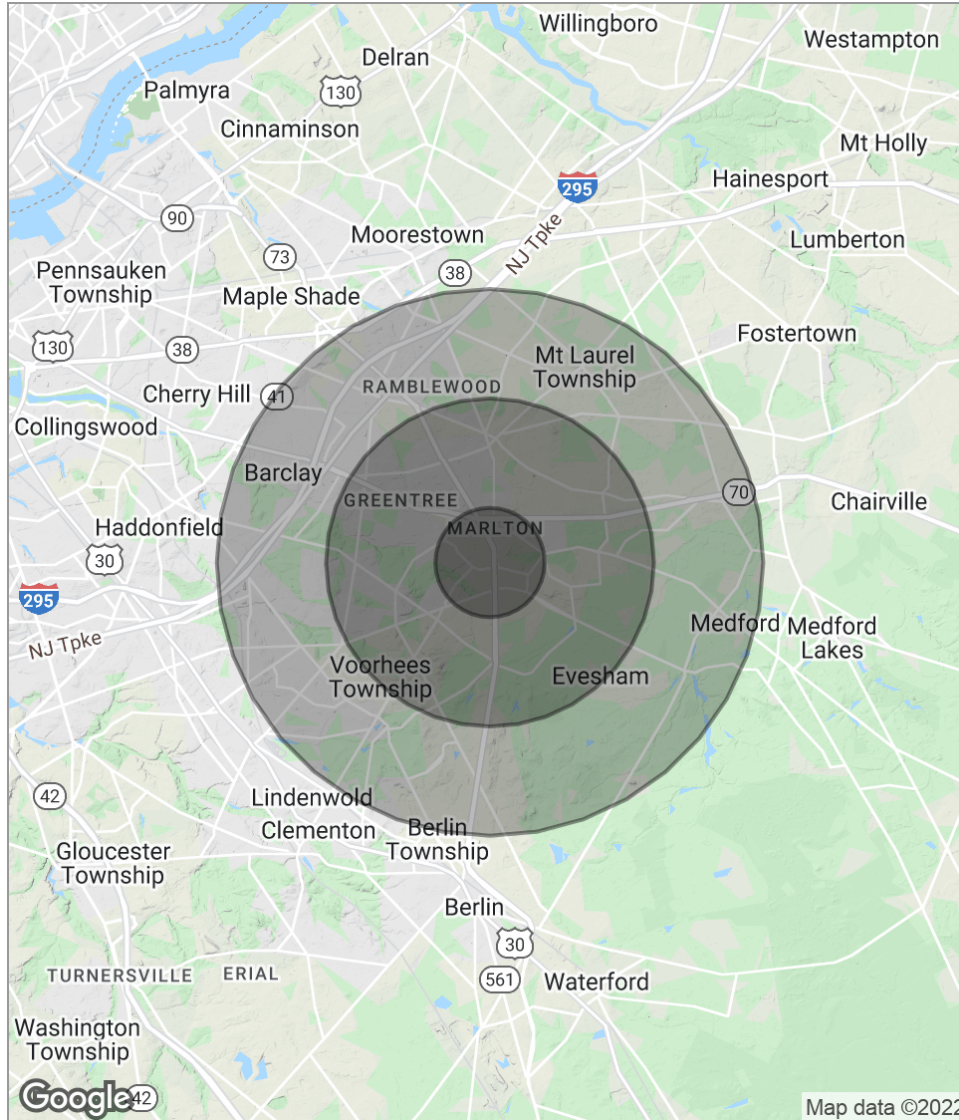 Willingboro
Westampton
Delran
130
Palmyra
Cinnaminson
Mt Holly
295
Hainesport
90
Moorestown
NJ Tpke
Lumberton
73
38
Pennsauken
Township
Maple Shade
130
38
Fostertown
Mt Laurel
Township
RAMBLEWOOD
Cherry Hill
41
Collingswood
Barclay
GREENTREE
70
Chairville
Haddonfield
MARLTON
30
295
NJ Tpke
Medford
Medford
Lakes
Voorhees
Township
Evesham
42
Lindenwold
Clementon
Berlin
Township
Gloucester
Township
Berlin
30
TURNERSVILLE
ERIAL
561
Waterford
Washington
Township
Google
42
Map data ©2022